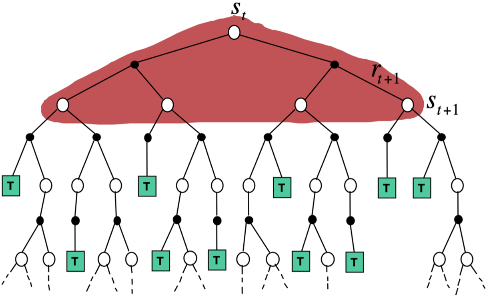 s_t
r_{t+1}
s_{t+1}
T T T T T
T T T T T